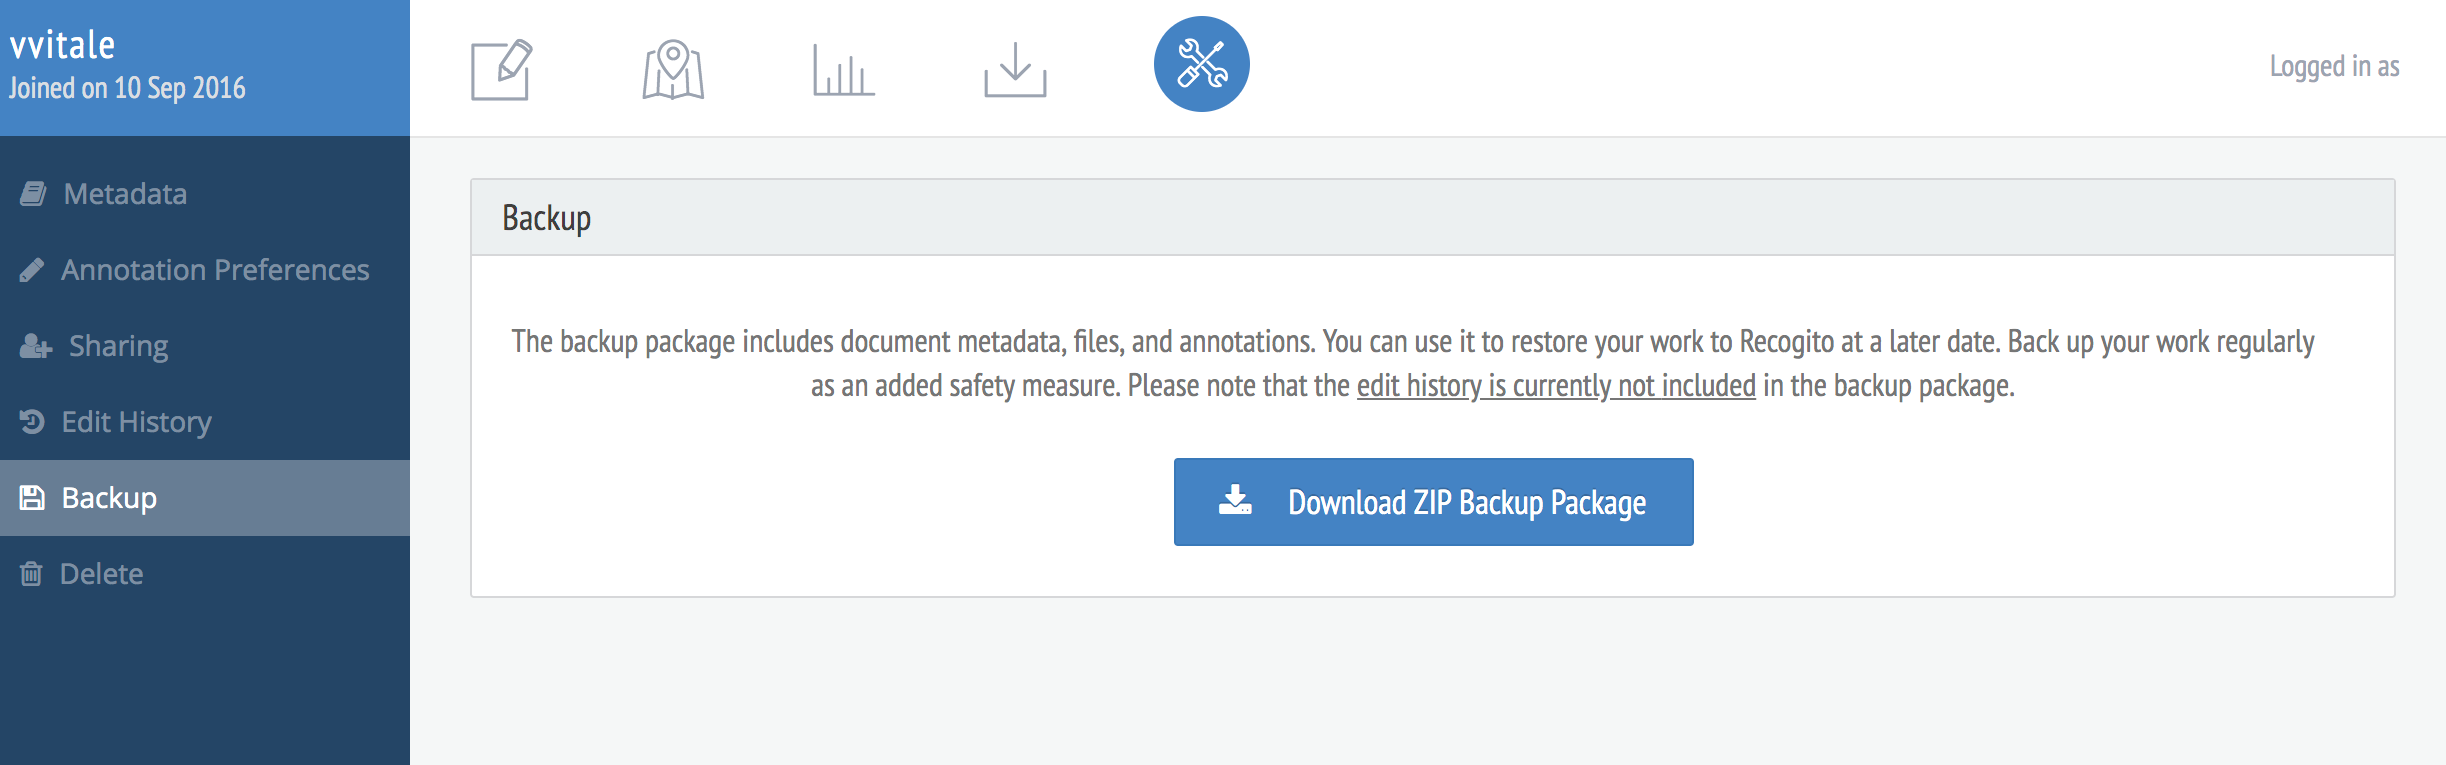 vvitale
Joined on 10 Sep 2016
Logged in as
Metadata
Annotation Preferences
Sharing
Edit History
Backup
Delete
Backup
The backup package includes document metadata, files, and annotations. You can use it to restore your work to Recogito at a later date. Back up your work regularly
as an added safety measure. Please note that the edit history is currently not included in the backup package.
Download ZIP Backup Package